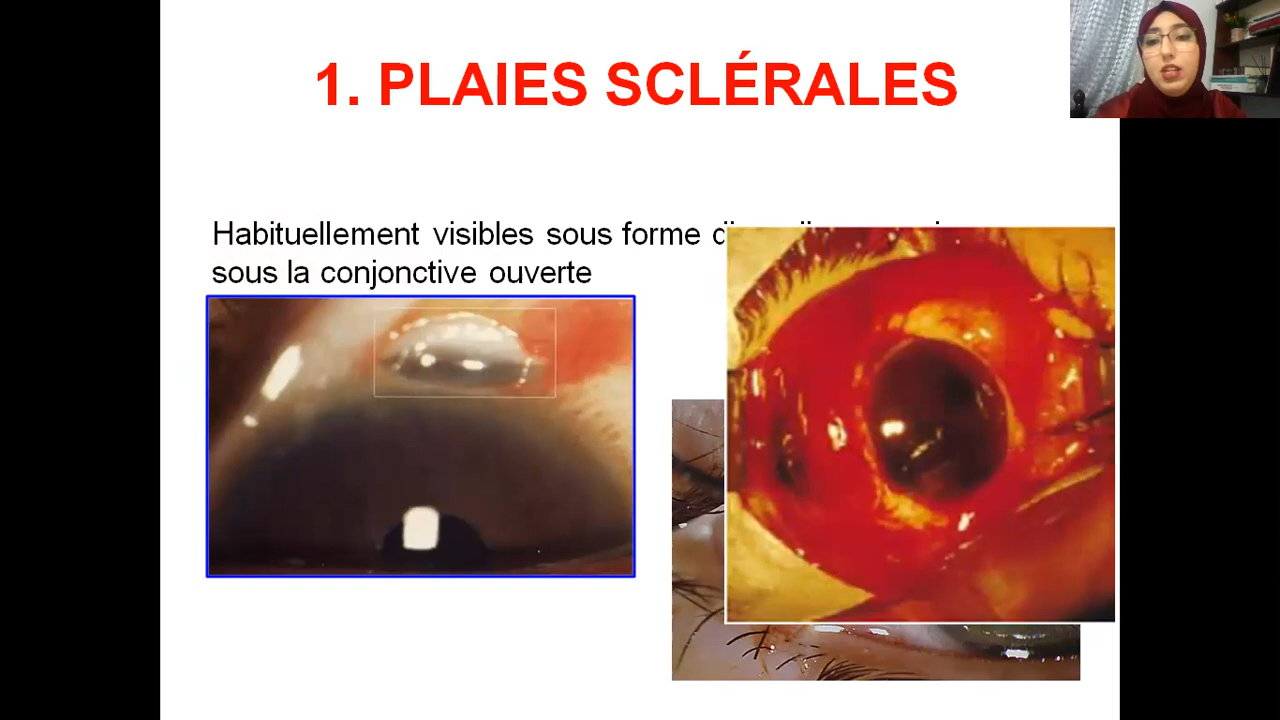 1. PLAIES SCLÉRALES
Habituellement visibles sous forme
sous la conjonctive ouverte